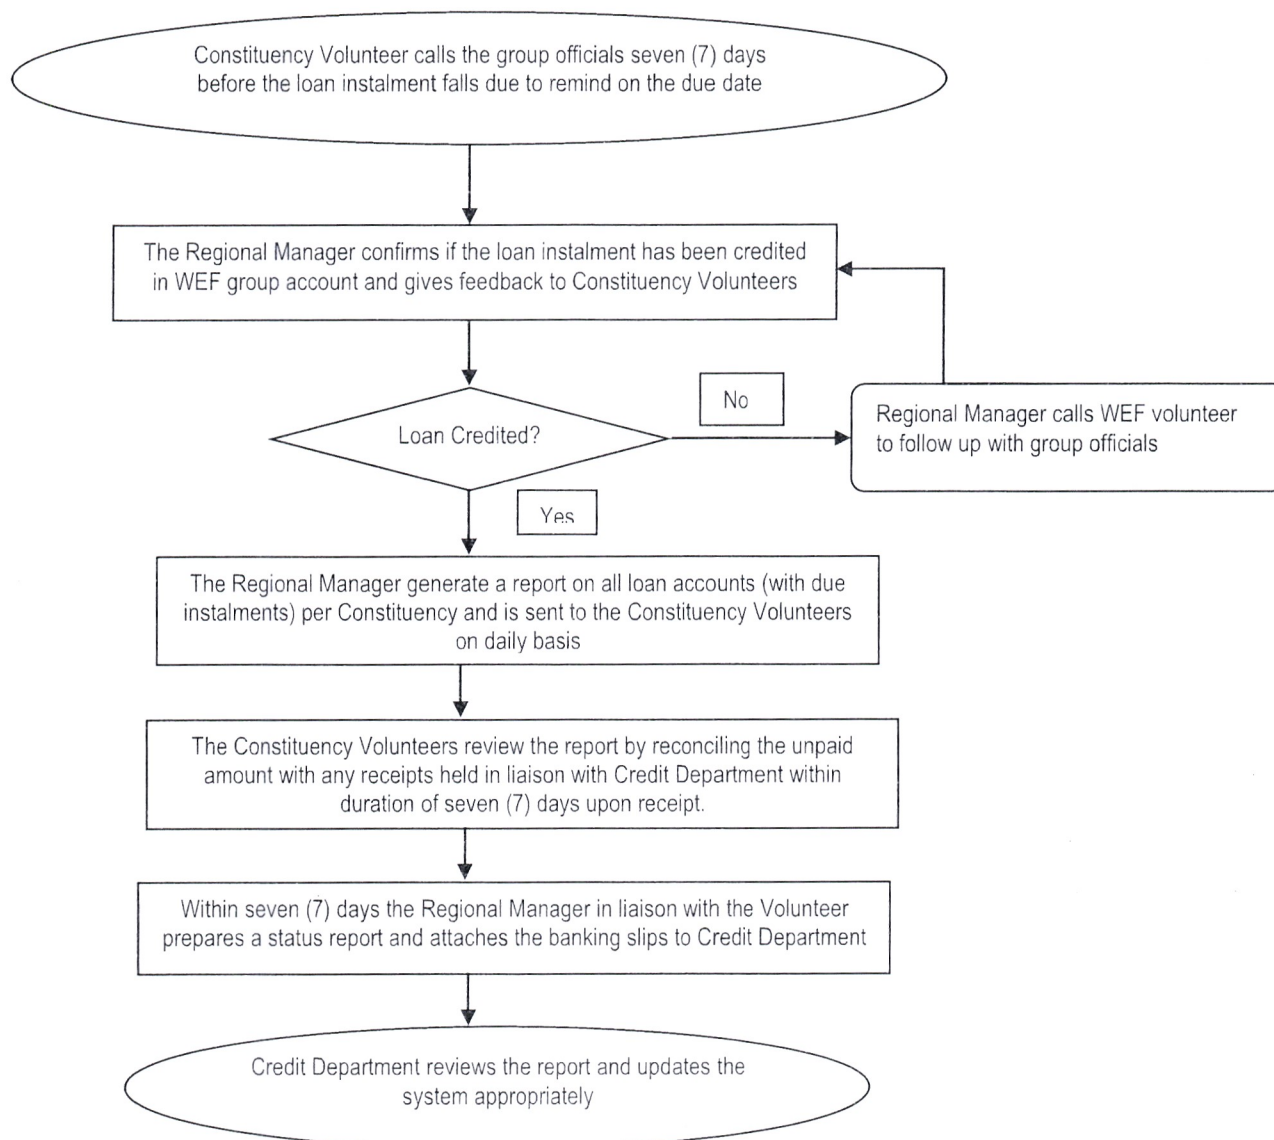 Constituency Volunteer calls the group officials seven (7) days
before the loan instalment falls due to remind on the due date
The Regional Manager confirms if the loan instalment has been credited
in WEF group account and gives feedback to Constituency Volunteers
Loan Credited?
No
Regional Manager calls WEF volunteer
to follow up with group officials
Yes
The Regional Manager generate a report on all loan accounts (with due
instalments) per Constituency and is sent to the Constituency Volunteers
on daily basis
The Constituency Volunteers review the report by reconciling the unpaid
amount with any receipts held in liaison with Credit Department within
duration of seven (7) days upon receipt.
Within seven (7) days the Regional Manager in liaison with the Volunteer
prepares a status report and attaches the banking slips to Credit Department
Credit Department reviews the report and updates the
system appropriately